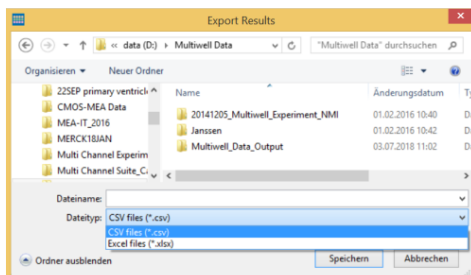 Export Results
« data (D:) ▸ Multiwell Data
"Multiwell Data" durchsuchen
Organisieren
Neuer Ordner
22SEP primary ventricle
CMOS-MEA Data
MEA-IT_2016
MERCK18JAN
Multi Channel Experim
Multi Channel Suite_C
Name
Änderungsdatum
20141205_Multiwell_Experiment_NMI
01.02.2016 10:40
Janssen
01.02.2016 10:42
Multiwell_Data_Output
03.07.2018 11:02
Dateiname:
Dateityp:
CSV files (*.csv)
CSV files (*.csv)
Excel files (*.xlsx)
Ordner ausblenden
Speichern
Abbrechen